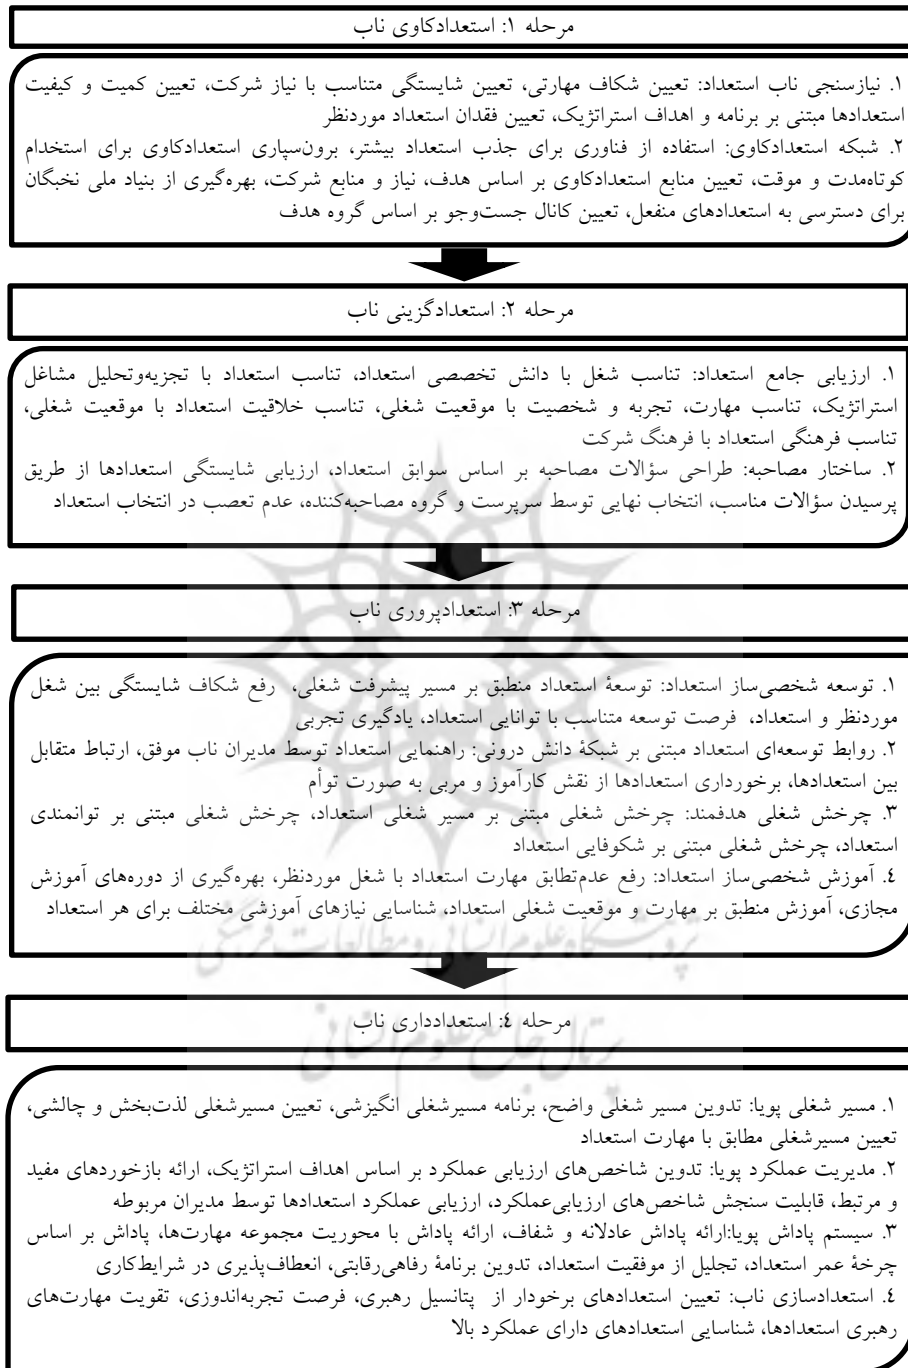 مرحله ۱: استعدادکاوی ناب
۱. نیازسنجی ناب استعداد: تعیین شکاف مهارتی، تعیین شایستگی متناسب با نیاز شرکت، تعیین کمیت و کیفیت
استعدادها مبتنی بر برنامه و اهداف استراتژیک، تعیین فقدان استعداد موردنظر
۲. شبکه استعدادکاوی: استفاده از فناوری برای جذب استعداد بیشتر، برون‌سپاری استعدادکاوی برای استخدام
کوتاه‌مدت و موقت، تعیین منابع استعدادکاوی بر اساس هدف، نیاز و منابع شرکت، بهره‌گیری از بنیاد ملی نخبگان
برای دسترسی به استعدادهای منفعل، تعیین کانال جست‌وجو بر اساس گروه هدف
مرحله ۲: استعدادگزینی ناب
۱. ارزیابی جامع استعداد: تناسب شغل با دانش تخصصی استعداد، تناسب استعداد با تجزیه‌وتحلیل مشاغل
استراتژیک، تناسب مهارت، تجربه و شخصیت با موقعیت شغلی، تناسب خلاقیت استعداد با موقعیت شغلی،
تناسب فرهنگی استعداد با فرهنگ شرکت
۲. ساختار مصاحبه: طراحی سؤالات مصاحبه بر اساس سوابق استعداد، ارزیابی شایستگی استعدادها از طریق
پرسیدن سؤالات مناسب، انتخاب نهایی توسط سرپرست و گروه مصاحبه‌کننده، عدم تعصب در انتخاب استعداد
مرحله ۳: استعدادپروری ناب
۱. توسعه شخصی‌ساز استعداد: توسعهٔ استعداد منطبق بر مسیر پیشرفت شغلی، رفع شکاف شایستگی بین شغل
موردنظر و استعداد، فرصت توسعه متناسب با توانایی استعداد، یادگیری تجربی
۲. روابط توسعه‌ای استعداد مبتنی بر شبکهٔ دانش درونی: راهنمایی استعداد توسط مدیران ناب موفق، ارتباط متقابل
بین استعدادها، برخورداری استعدادها از نقش کارآموز و مربی به صورت توأم
۳. چرخش شغلی هدفمند: چرخش شغلی مبتنی بر مسیر شغلی استعداد، چرخش شغلی مبتنی بر توانمندی
استعداد، چرخش شغلی مبتنی بر شکوفایی استعداد
٤. آموزش شخصی‌ساز استعداد: رفع عدم‌تطابق مهارت استعداد با شغل موردنظر، بهره‌گیری از دوره‌های آموزش
مجازی، آموزش منطبق بر مهارت و موقعیت شغلی استعداد، شناسایی نیازهای آموزشی مختلف برای هر استعداد
پژوهشگاه علوم انسانی و مطالعات فرهنگی
مرحله ٤: استعدادداری ناب
پرتال جامع علوم انسانی
۱. مسیر شغلی پویا: تدوین مسیر شغلی واضح، برنامه مسیرشغلی انگیزشی، تعیین مسیرشغلی لذت‌بخش و چالشی،
تعیین مسیرشغلی مطابق با مهارت استعداد
۲. مدیریت عملکرد پویا: تدوین شاخص‌های ارزیابی عملکرد بر اساس اهداف استراتژیک، ارائه بازخوردهای مفید
و مرتبط، قابلیت سنجش شاخص‌های ارزیابی‌عملکرد، ارزیابی عملکرد استعدادها توسط مدیران مربوطه
۳. سیستم پاداش پویا:ارائه پاداش عادلانه و شفاف، ارائه پاداش با محوریت مجموعه مهارت‌ها، پاداش بر اساس
چرخهٔ عمر استعداد، تجلیل از موفقیت استعداد، تدوین برنامهٔ رفاهی‌رقابتی، انعطاف‌پذیری در شرایط‌کاری
٤. استعدادسازی ناب: تعیین استعدادهای برخودار از پتانسیل رهبری، فرصت تجربه‌اندوزی، تقویت مهارت‌های
رهبری استعدادها، شناسایی استعدادهای دارای عملکرد بالا